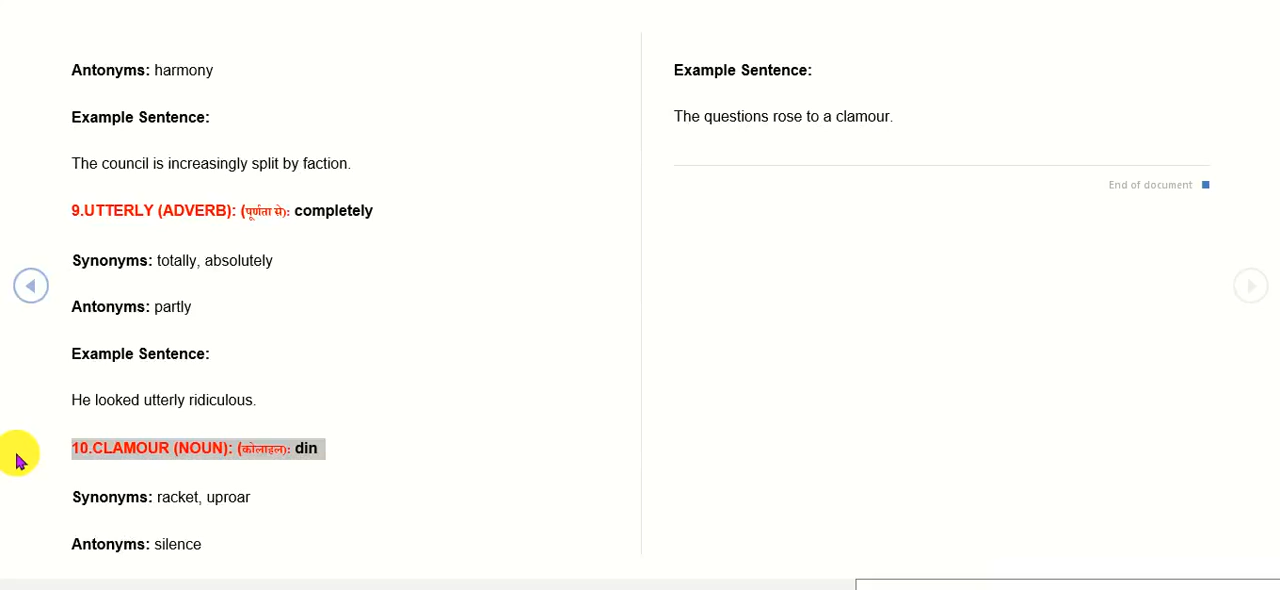 Antonyms: harmony
Example Sentence:
The council is increasingly split by faction.
9.UTTERLY (ADVERB): (पूर्णता से): completely
Synonyms: totally, absolutely
Antonyms: partly
Example Sentence:
He looked utterly ridiculous.
10.CLAMOUR (NOUN): (कोलाहल): din
Synonyms: racket, uproar
Antonyms: silence
Example Sentence:
The questions rose to a clamour.
End of document